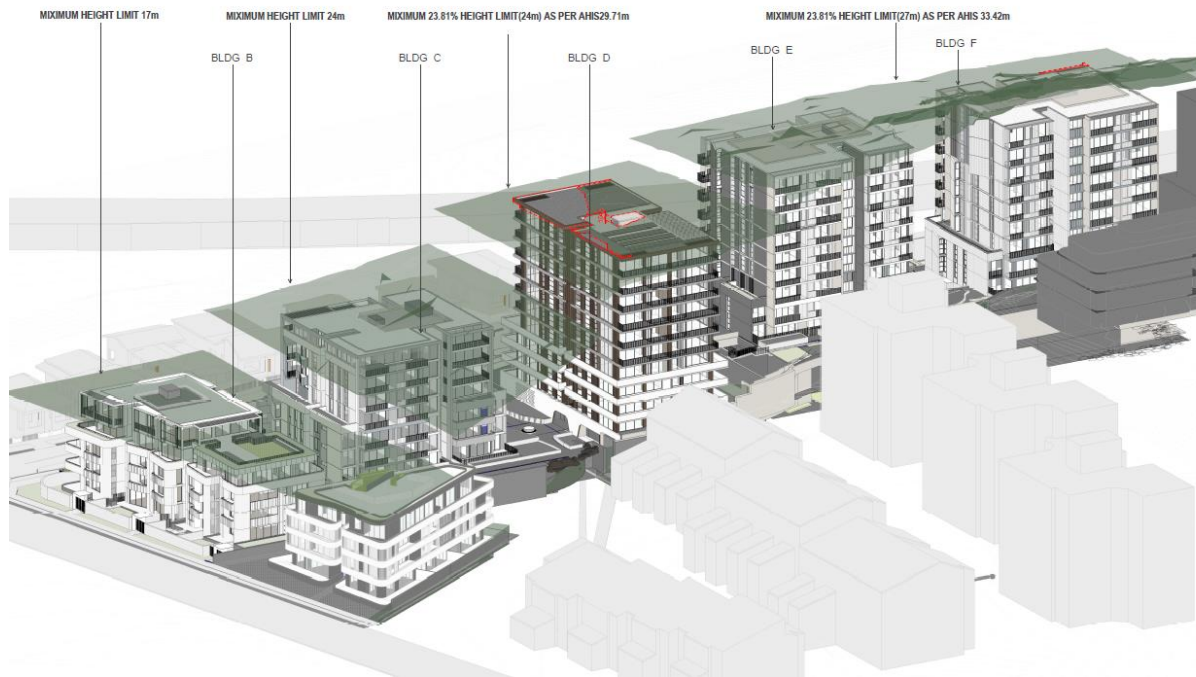 MIXIMUM HEIGHT LIMIT 17m
MIXIMUM HEIGHT LIMIT 24m
MIXIMUM 23.81% HEIGHT LIMIT(24m) AS PER AHIS29.71m
MIXIMUM 23.81% HEIGHT LIMIT(27m) AS PER AHIS 33.42m
BLDG B
BLDG C
BLDG D
BLDG E
BLDG F